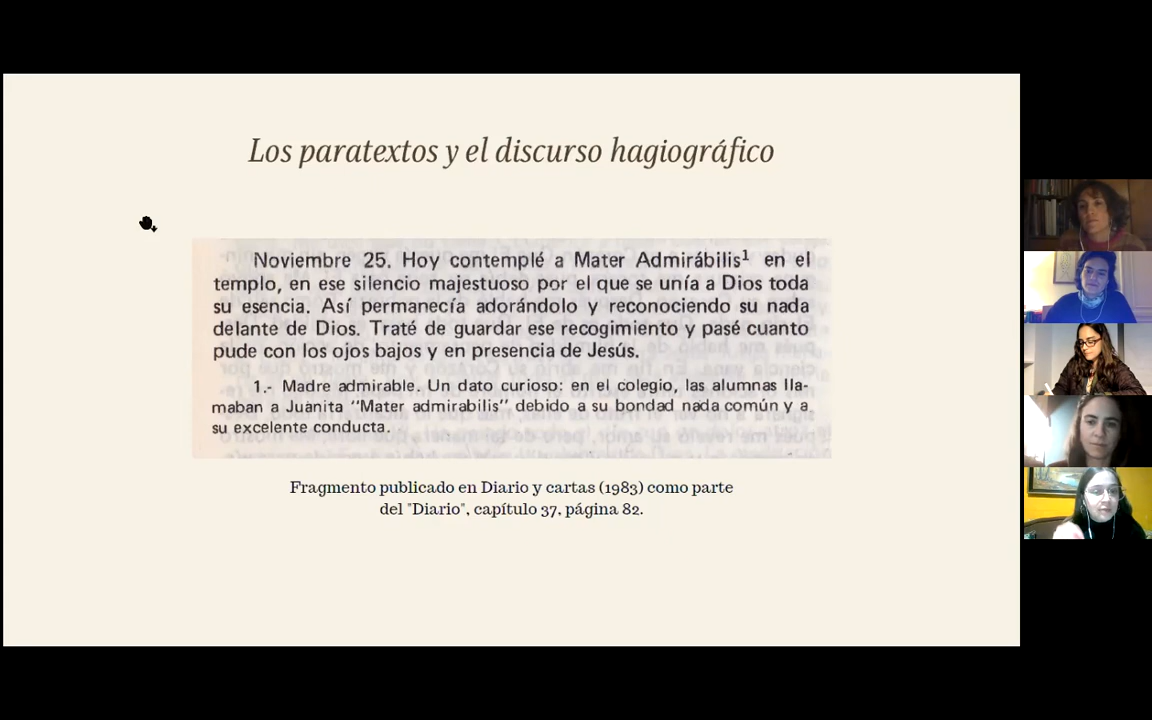 Los paratextos y el discurso hagiográfico
Noviembre 25. Hoy contemplé a Mater Admirábilis¹ en el
templo, en ese silencio majestuoso por el que se unía a Dios toda
su esencia. Así permanecía adorándolo y reconociendo su nada
delante de Dios. Traté de guardar ese recogimiento y pasé cuanto
pude con los ojos bajos y en presencia de Jesús.
1.- Madre admirable. Un dato curioso: en el colegio, las alumnas lla-
maban a Juanita "Mater admirabilis" debido a su bondad nada común y a
su excelente conducta.
Fragmento publicado en Diario y cartas (1983) como parte
del "Diario", capítulo 37, página 82.